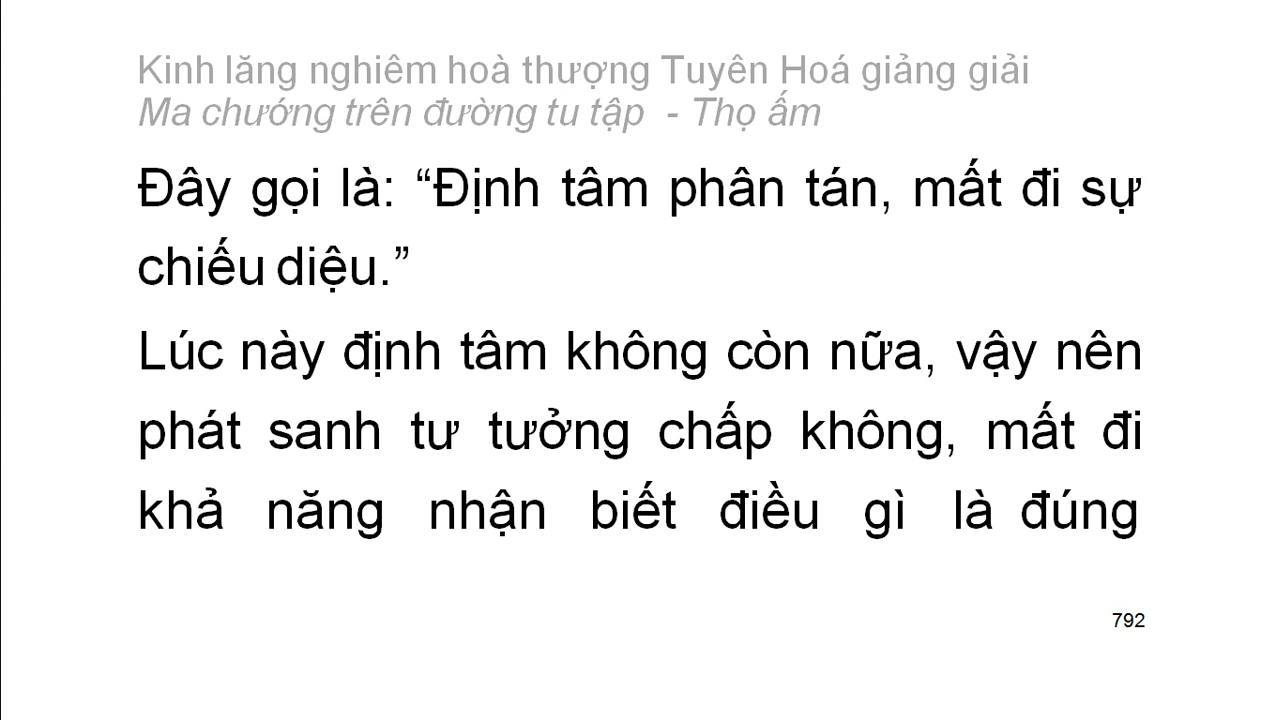 Kinh lăng nghiêm hoà thượng Tuyên Hoá giảng giải
Ma chướng trên đường tu tập - Thọ ấm
Đây gọi là: “Định tâm phân tán, mất đi sự
chiếu diệu.”
Lúc này định tâm không còn nữa, vậy nên
phát sanh tư tưởng chấp không, mất đi
khả năng nhận biết điều gì là đúng
792